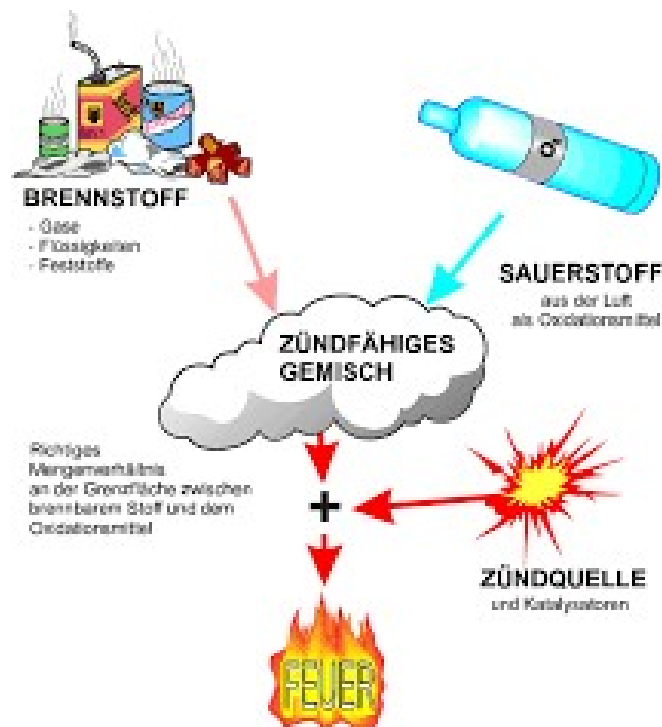 O₂
BRENNSTOFF
- Gase
- Flüssigkeiten
- Feststoffe
SAUERSTOFF
aus der Luft
als Oxidationsmittel
ZÜNDFÄHIGES
GEMISCH
Richtiges
Mengenverhältnis
an der Grenzfläche zwischen
brennbarem Stoff und dem
Oxidationsmittel
+
ZÜNDQUELLE
und Katalysatoren
FEUER